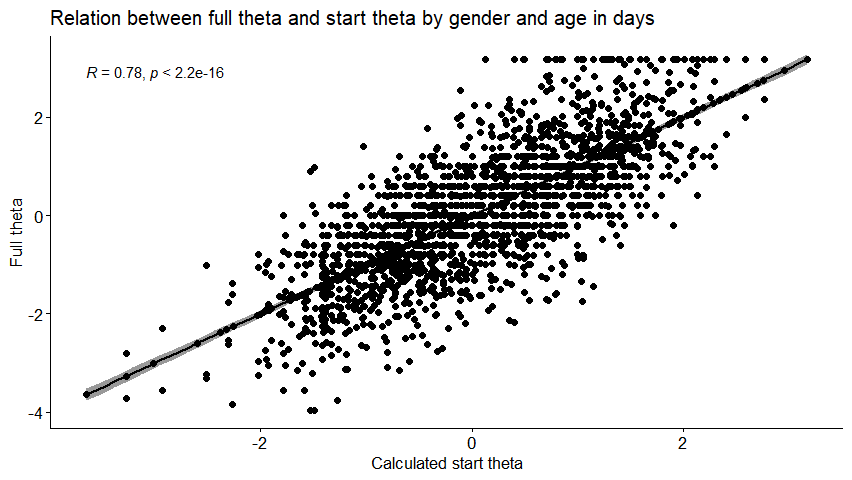 Relation between full theta and start theta by gender and age in days
R = 0.78, p < 2.2e-16
2
0
-2
-4
Full theta
-2 0 2
Calculated start theta